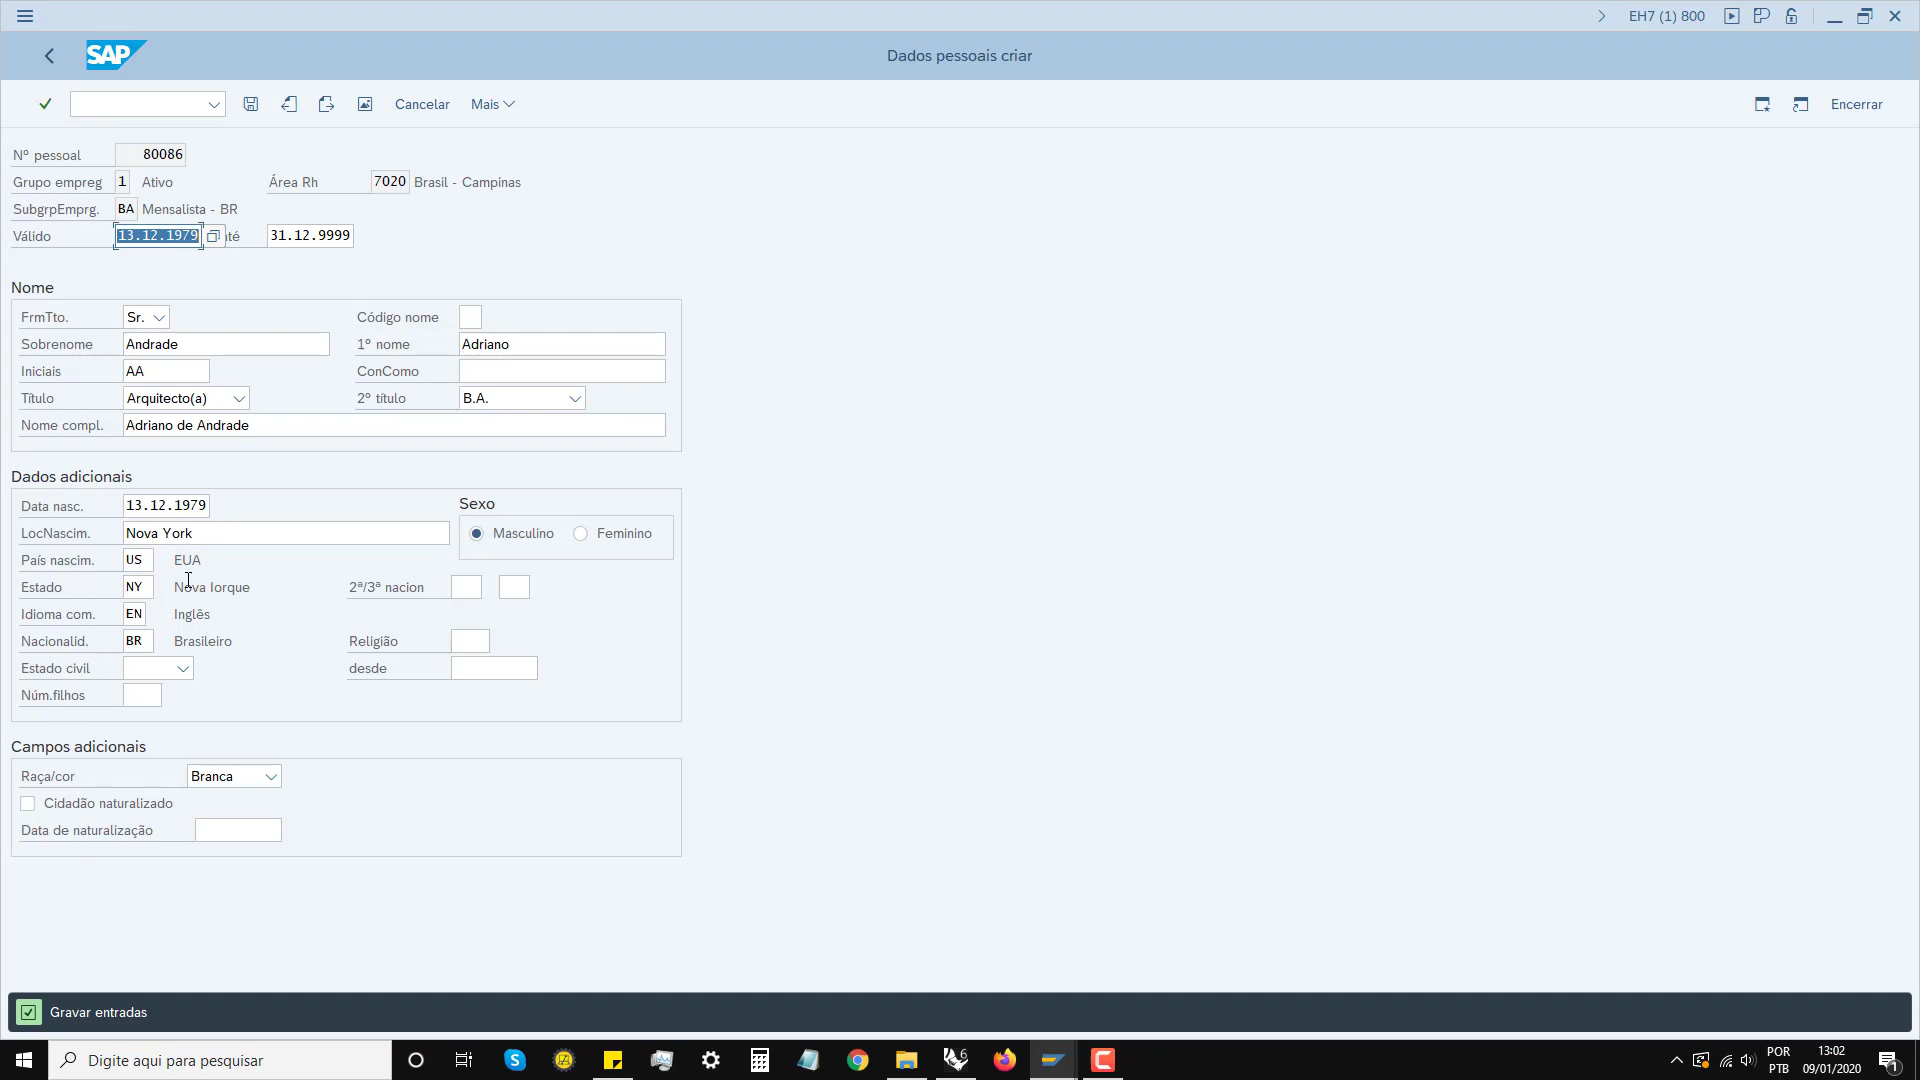 EH7 (1) 800
SAP
Dados pessoais criar
Cancelar Mais Encerrar
Nº pessoal 80086
Grupo empreg 1 Ativo Área Rh 7020 Brasil - Campinas
SubgrpEmprg. BA Mensalista - BR
Válido 13.12.1979 té 31.12.9999
Nome
FrmTto. Sr. Código nome
Sobrenome Andrade 1º nome Adriano
Iniciais AA ConComo
Título Arquitecto(a) 2º título B.A.
Nome compl. Adriano de Andrade
Dados adicionais
Data nasc. 13.12.1979 Sexo
LocNascim. Nova York Masculino Feminino
País nascim. US EUA
Estado NY Nova Iorque 2ª/3ª nacion
Idioma com. EN Inglês
Nacionalid. BR Brasileiro Religião
Estado civil desde
Núm.filhos
Campos adicionais
Raça/cor Branca
Cidadão naturalizado
Data de naturalização
Gravar entradas
Digite aqui para pesquisar
POR 13:02
PTB 09/01/2020 1